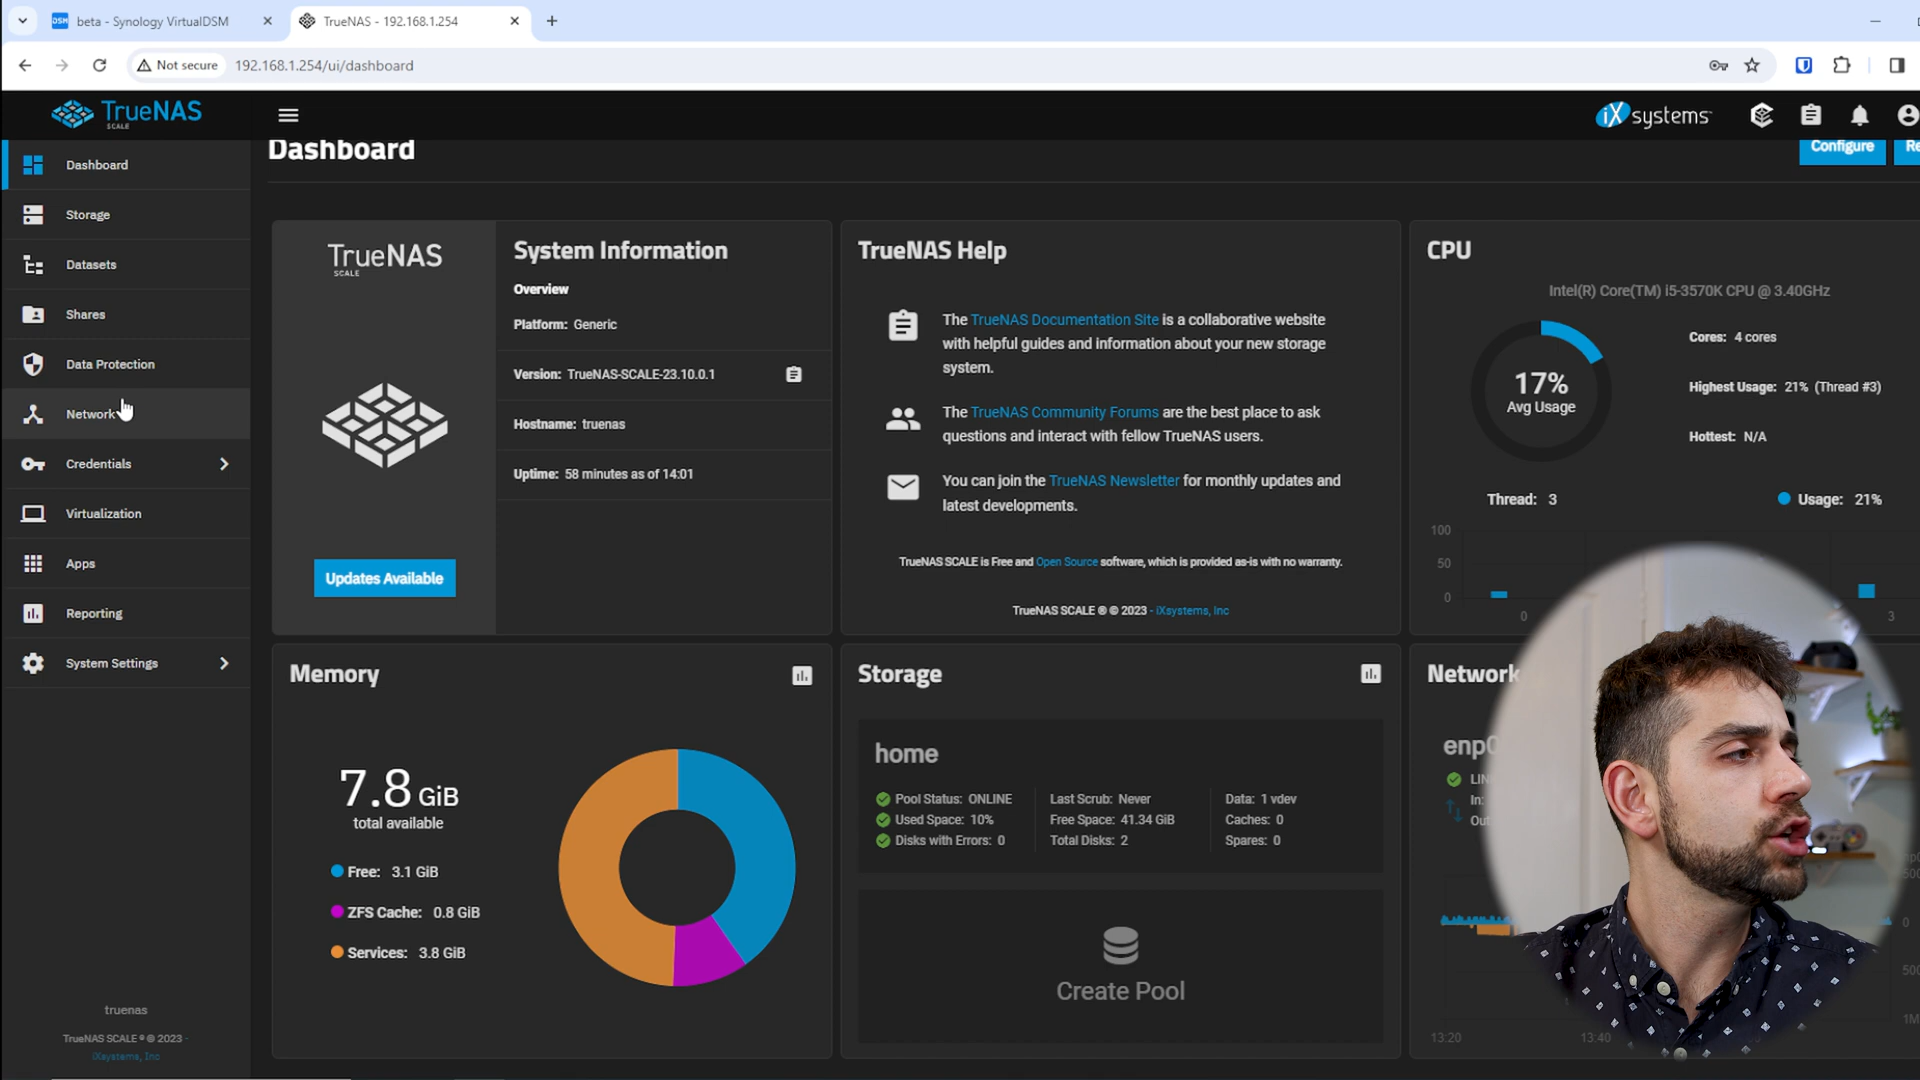 beta - Synology VirtualDSM
TrueNAS - 192.168.1.254
Not secure
192.168.1.254/ui/dashboard
TrueNAS
SCALE
iXsystems
Dashboard
Configure
Re
Dashboard
Storage
Datasets
Shares
Data Protection
Network
Credentials
Virtualization
Apps
Reporting
System Settings
truenas
TrueNAS SCALE ® © 2023 -
iXsystems, Inc
TrueNAS
SCALE
Updates Available
System Information
Overview
Platform: Generic
Version: TrueNAS-SCALE-23.10.0.1
Hostname: truenas
Uptime: 58 minutes as of 14:01
TrueNAS Help
The TrueNAS Documentation Site is a collaborative website
with helpful guides and information about your new storage
system.
The TrueNAS Community Forums are the best place to ask
questions and interact with fellow TrueNAS users.
You can join the TrueNAS Newsletter for monthly updates and
latest developments.
TrueNAS SCALE is Free and Open Source software, which is provided as-is with no warranty.
TrueNAS SCALE ® © 2023 - iXsystems, Inc
CPU
Intel(R) Core(TM) i5-3570K CPU @ 3.40GHz
17%
Avg Usage
Cores: 4 cores
Highest Usage: 21% (Thread #3)
Hottest: N/A
Thread: 3
Usage: 21%
100
50
0
0
3
Memory
7.8 GiB
total available
Free: 3.1 GiB
ZFS Cache: 0.8 GiB
Services: 3.8 GiB
Storage
home
Pool Status: ONLINE
Used Space: 10%
Disks with Errors: 0
Last Scrub: Never
Free Space: 41.34 GiB
Total Disks: 2
Data: 1 vdev
Caches: 0
Spares: 0
Create Pool
Network
enp0
LIN
In:
Out
0
1M
13:20
13:40